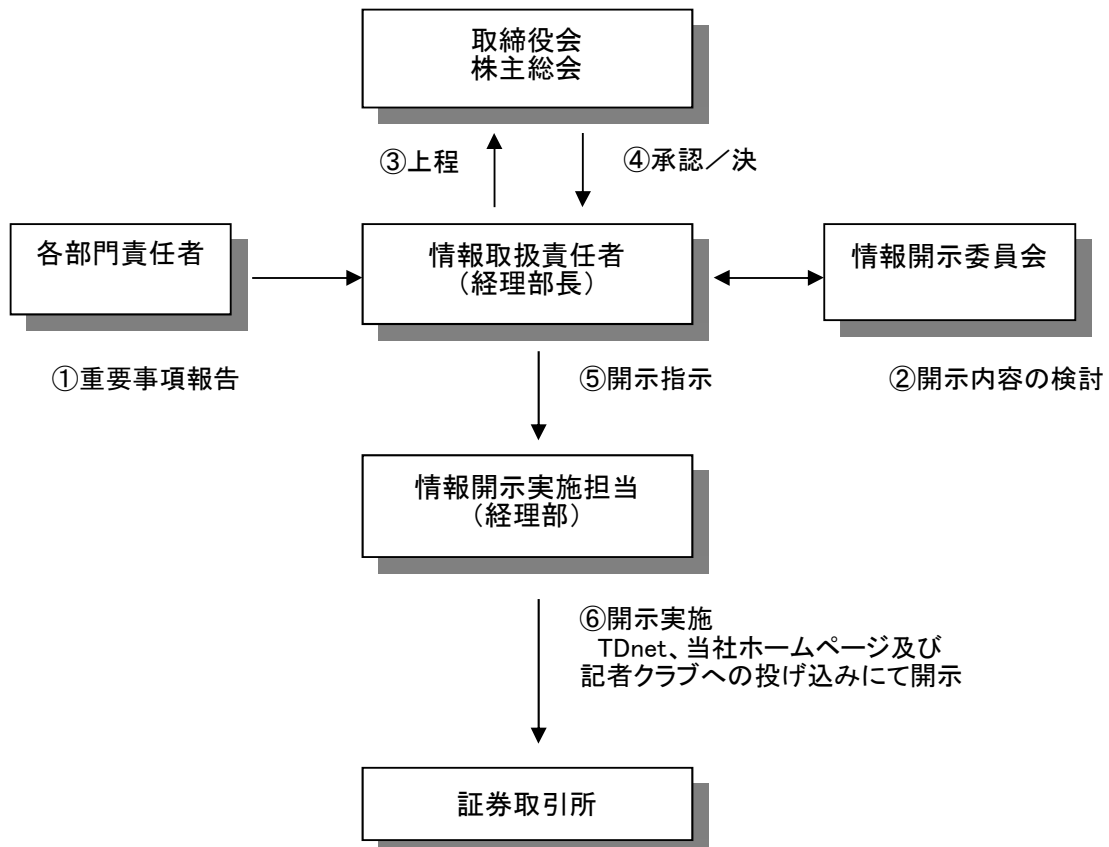 取締役会
株主総会
③上程
④承認／決
各部門責任者
情報取扱責任者
（経理部長）
情報開示委員会
①重要事項報告
⑤開示指示
②開示内容の検討
情報開示実施担当
（経理部）
⑥開示実施
TDnet、当社ホームページ及び
記者クラブへの投げ込みにて開示
証券取引所